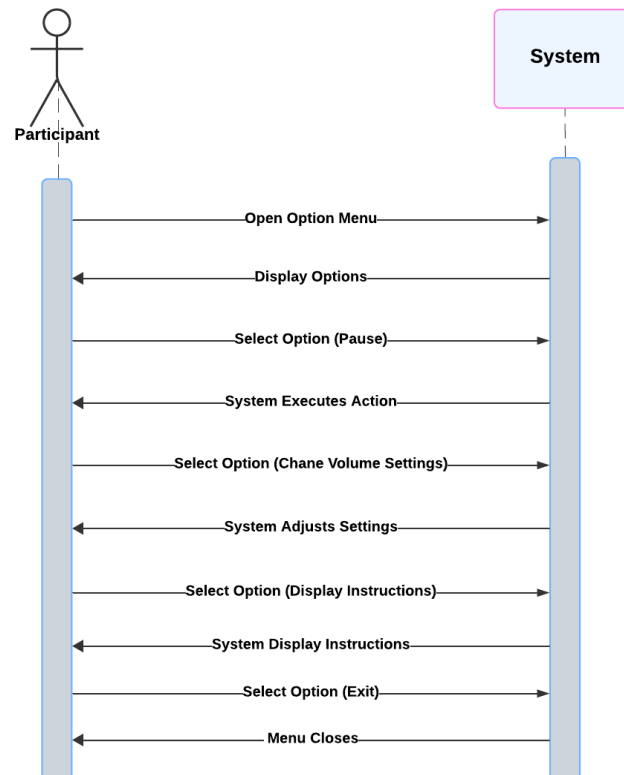 System
Participant
Open Option Menu
Display Options
Select Option (Pause)
System Executes Action
Select Option (Chane Volume Settings)
System Adjusts Settings
Select Option (Display Instructions)
System Display Instructions
Select Option (Exit)
Menu Closes